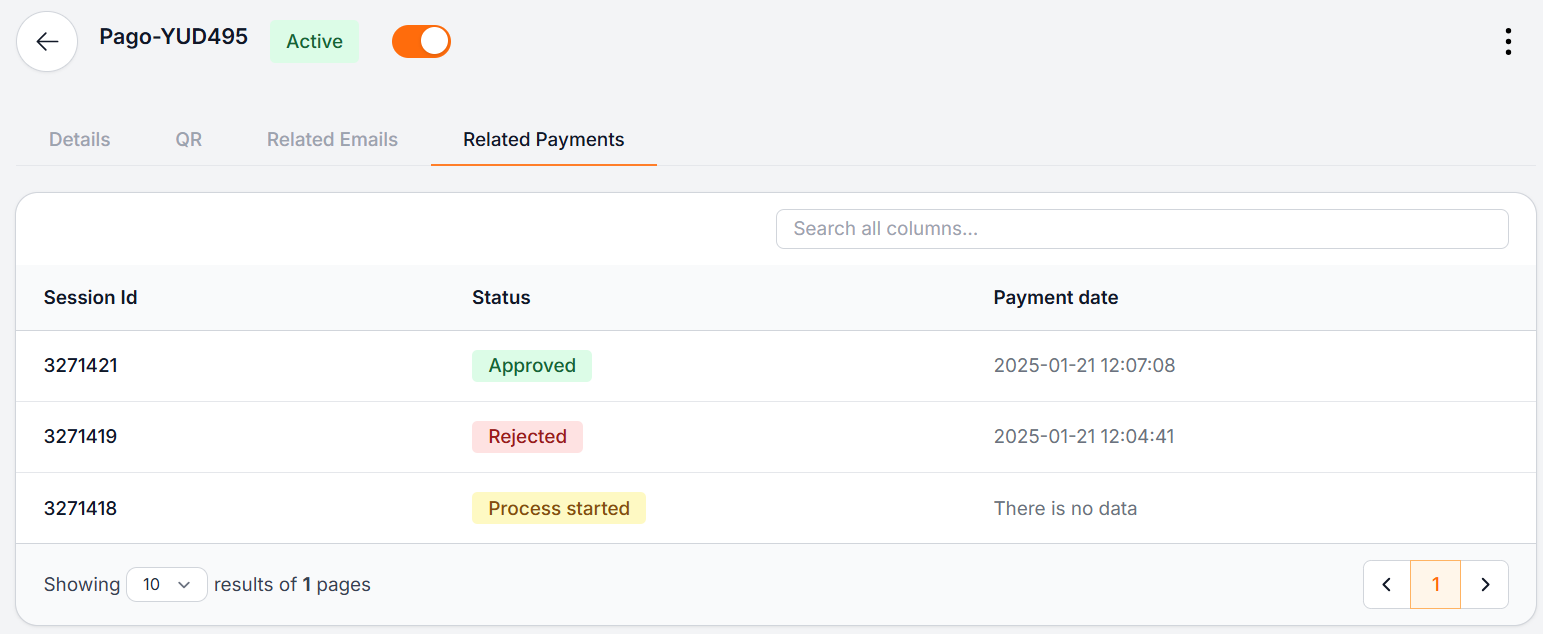 Pago-YUD495 Active
Details QR Related Emails Related Payments
Search all columns...
Session Id Status Payment date
3271421 Approved 2025-01-21 12:07:08
3271419 Rejected 2025-01-21 12:04:41
3271418 Process started There is no data
Showing 10 results of 1 pages 1